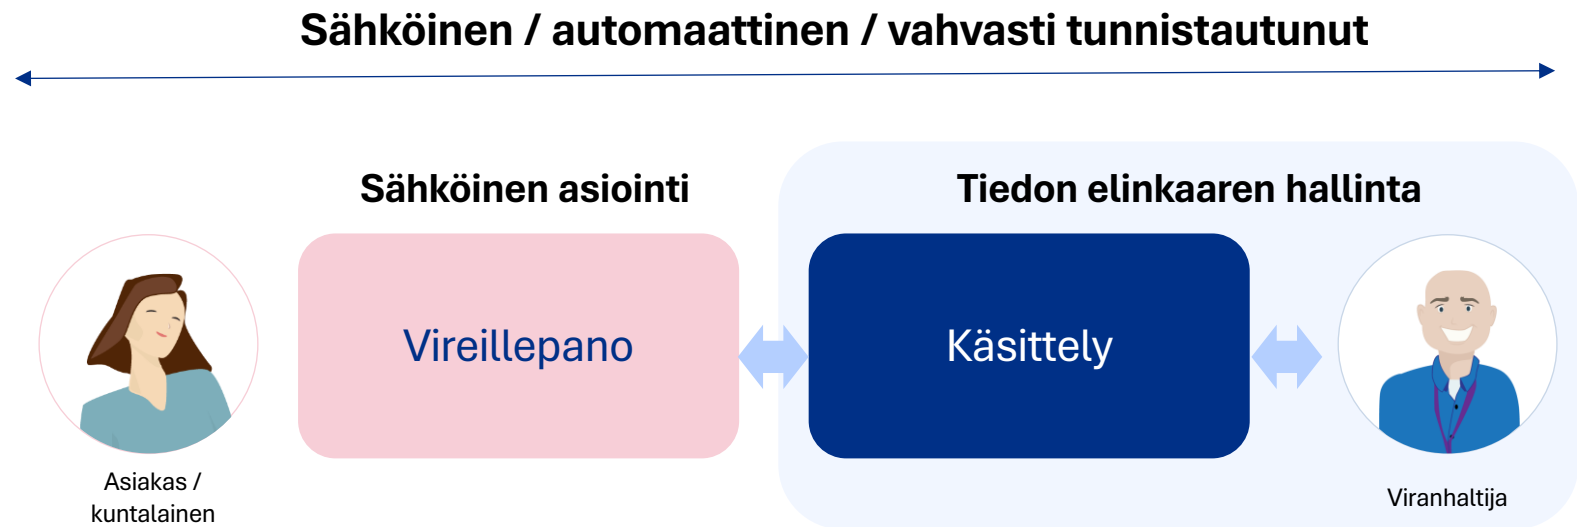 Sähköinen / automaattinen / vahvasti tunnistautunut
Sähköinen asiointi
Tiedon elinkaaren hallinta
Vireillepano
Käsittely
Asiakas /
kuntalainen
Viranhaltija